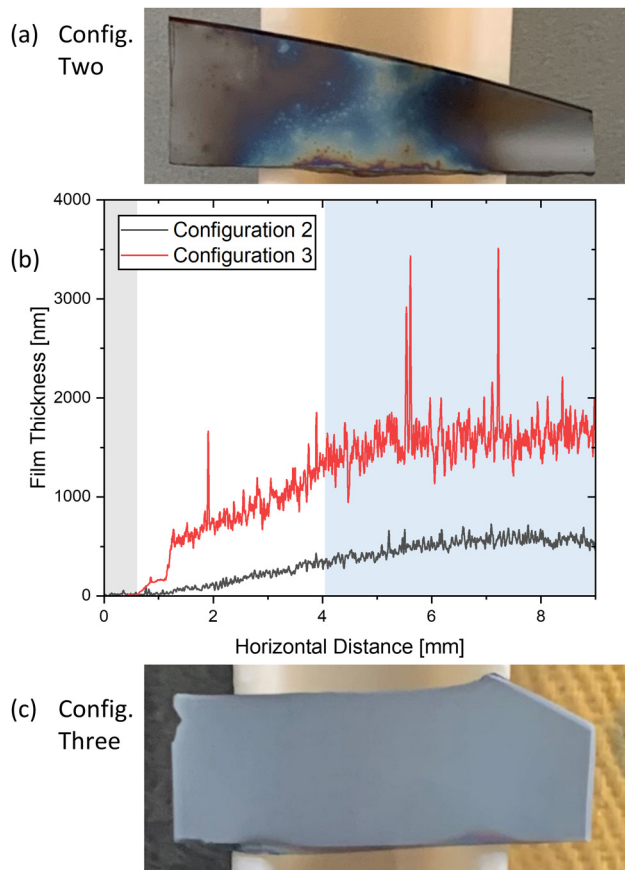 (a) Config.
Two
(b)
4000
3000
2000
1000
0
Film Thickness [nm]
Configuration 2
Configuration 3
0 2 4 6 8
Horizontal Distance [mm]
(c) Config.
Three